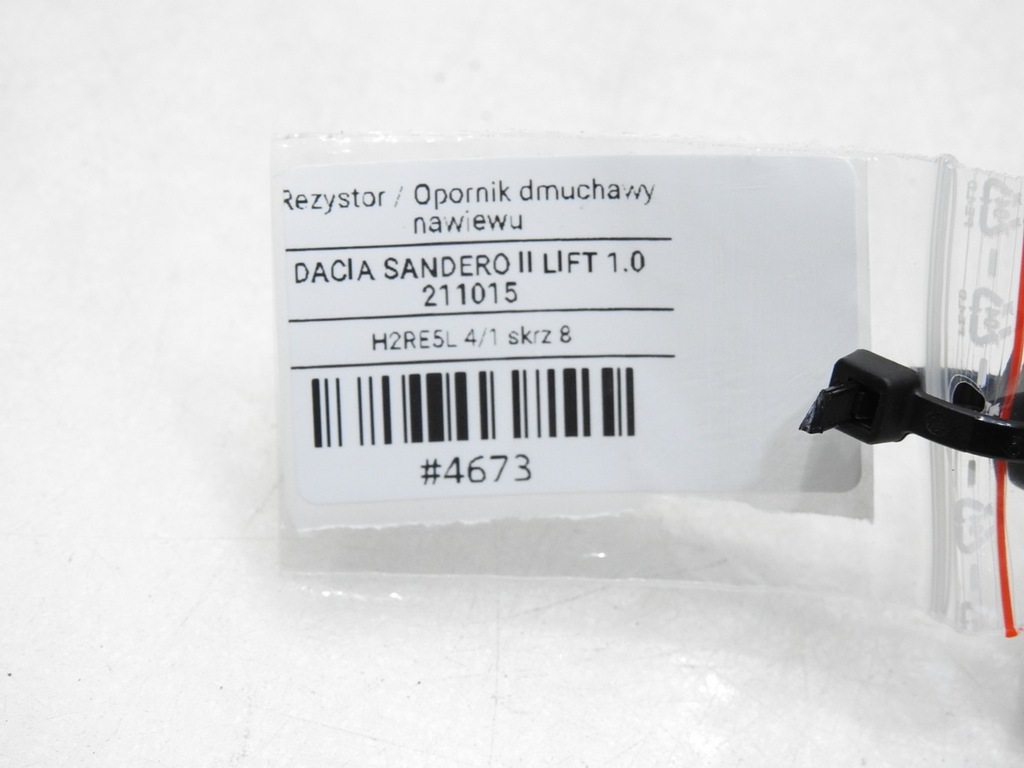 Rezystor / Opornik dmuchawy
nawiewu
DACIA SANDERO II LIFT 1.0
211015
H2RE5L 4/1 skrz 8
#4673